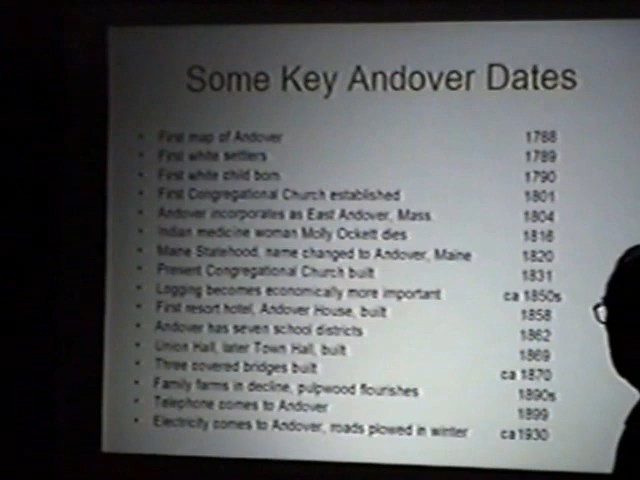 Some Key Andover Dates
• First map of Andover 1788
• First white settlers 1789
• First white child born 1790
• First Congregational Church established 1801
• Andover incorporates as East Andover, Mass. 1804
• Indian medicine woman Molly Ockett dies 1816
• Maine Statehood, name changed to Andover, Maine 1820
• Present Congregational Church built 1831
• Logging becomes economically more important ca 1850s
• First resort hotel, Andover House, built 1858
• Andover has seven school districts 1862
• Union Hall, later Town Hall, built 1869
• Three covered bridges built ca 1870
• Family farms in decline, pulpwood flourishes 1890s
• Telephone comes to Andover 1899
• Electricity comes to Andover, roads plowed in winter ca 1930